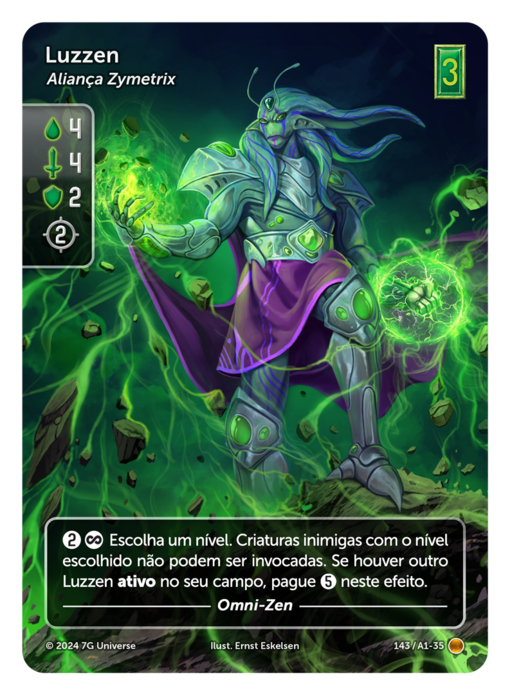 Luzzen
Aliança Zymetrix
3
4
4
2
2
2 ∞ Escolha um nível. Criaturas inimigas com o nível
escolhido não podem ser invocadas. Se houver outro
Luzzen ativo no seu campo, pague 5 neste efeito.
Omni-Zen
© 2024 7G Universe Ilust. Ernst Eskelsen 143 / A1-35